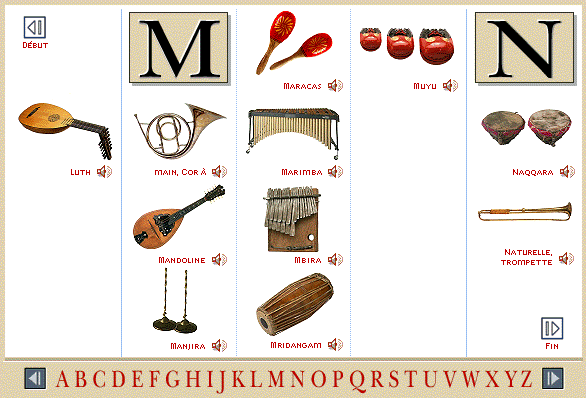 DÉBUT
LUTH
M
MAIN, COR À
MANDOLINE
MANJIRA
MARACAS
MARIMBA
MBIRA
MRIDANGAM
MUYU
N
NAQQARA
NATURELLE,
TROMPETTE
FIN
A B C D E F G H I J K L M N O P Q R S T U V W X Y Z